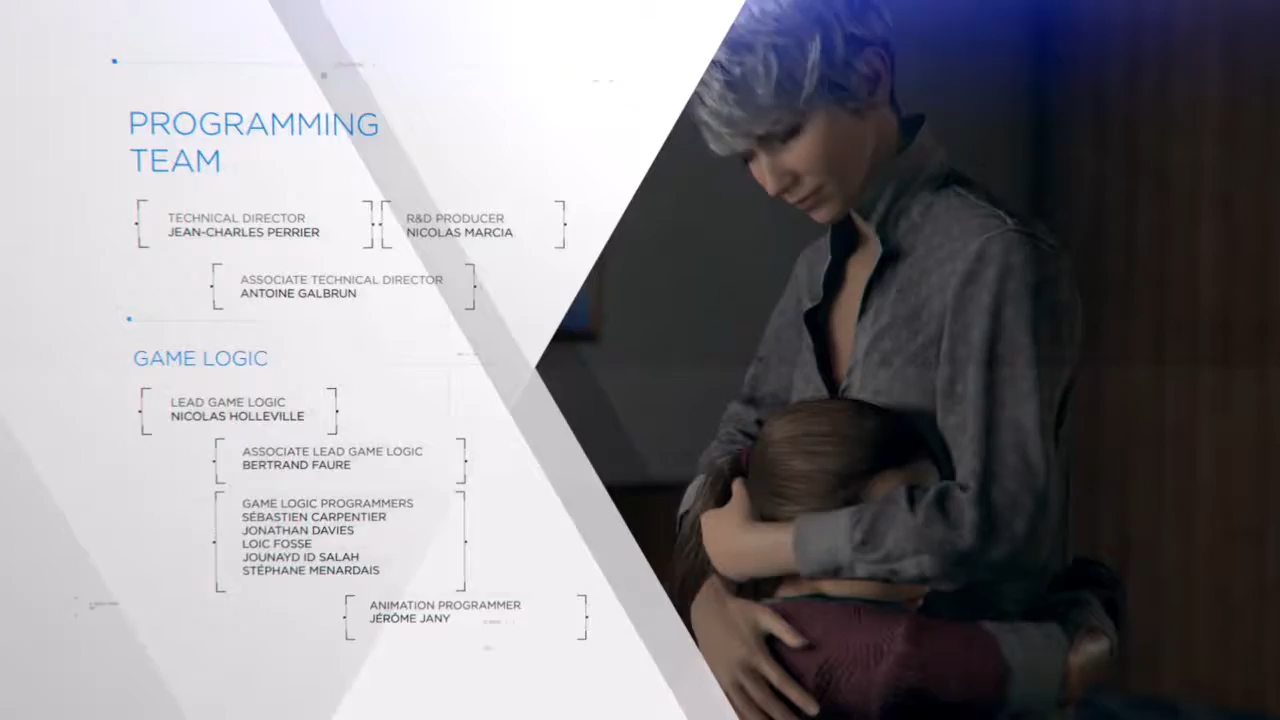 PROGRAMMING
TEAM
TECHNICAL DIRECTOR
JEAN-CHARLES PERRIER
R&D PRODUCER
NICOLAS MARCIA
ASSOCIATE TECHNICAL DIRECTOR
ANTOINE GALBRUN
GAME LOGIC
LEAD GAME LOGIC
NICOLAS HOLLEVILLE
ASSOCIATE LEAD GAME LOGIC
BERTRAND FAURE
GAME LOGIC PROGRAMMERS
SÉBASTIEN CARPENTIER
JONATHAN DAVIES
LOIC FOSSE
JOUNAYD ID SALAH
STÉPHANE MENARDAIS
ANIMATION PROGRAMMER
JÉRÔME JANY